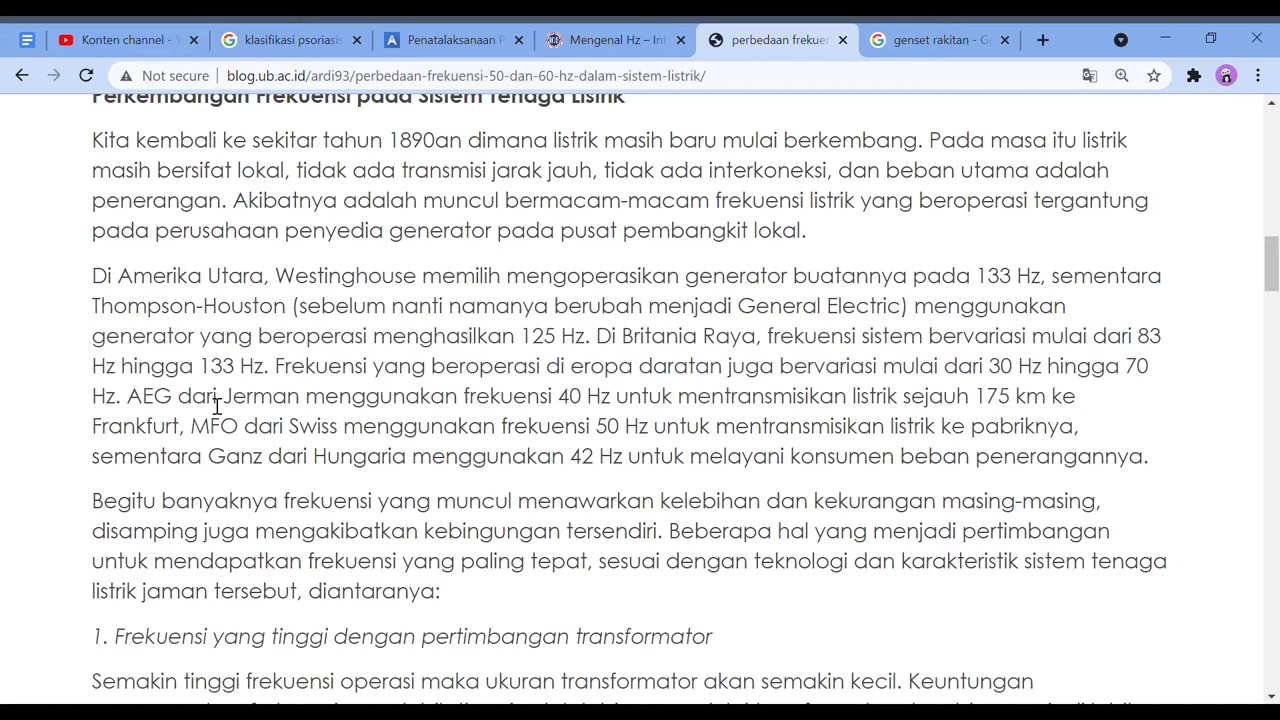 Konten channel - Y
klasifikasi psoriasis
Penatalaksanaan P
Mengenal Hz – Int
perbedaan frekuen
genset rakitan - G
Not secure
blog.ub.ac.id/ardi93/perbedaan-frekuensi-50-dan-60-hz-dalam-sistem-listrik/
Perkembangan Frekuensi pada Sistem Tenaga Listrik
Kita kembali ke sekitar tahun 1890an dimana listrik masih baru mulai berkembang. Pada masa itu listrik
masih bersifat lokal, tidak ada transmisi jarak jauh, tidak ada interkoneksi, dan beban utama adalah
penerangan. Akibatnya adalah muncul bermacam-macam frekuensi listrik yang beroperasi tergantung
pada perusahaan penyedia generator pada pusat pembangkit lokal.
Di Amerika Utara, Westinghouse memilih mengoperasikan generator buatannya pada 133 Hz, sementara
Thompson-Houston (sebelum nanti namanya berubah menjadi General Electric) menggunakan
generator yang beroperasi menghasilkan 125 Hz. Di Britania Raya, frekuensi sistem bervariasi mulai dari 83
Hz hingga 133 Hz. Frekuensi yang beroperasi di eropa daratan juga bervariasi mulai dari 30 Hz hingga 70
Hz. AEG dari Jerman menggunakan frekuensi 40 Hz untuk mentransmisikan listrik sejauh 175 km ke
Frankfurt, MFO dari Swiss menggunakan frekuensi 50 Hz untuk mentransmisikan listrik ke pabriknya,
sementara Ganz dari Hungaria menggunakan 42 Hz untuk melayani konsumen beban penerangannya.
Begitu banyaknya frekuensi yang muncul menawarkan kelebihan dan kekurangan masing-masing,
disamping juga mengakibatkan kebingungan tersendiri. Beberapa hal yang menjadi pertimbangan
untuk mendapatkan frekuensi yang paling tepat, sesuai dengan teknologi dan karakteristik sistem tenaga
listrik jaman tersebut, diantaranya:
1. Frekuensi yang tinggi dengan pertimbangan transformator
Semakin tinggi frekuensi operasi maka ukuran transformator akan semakin kecil. Keuntungan